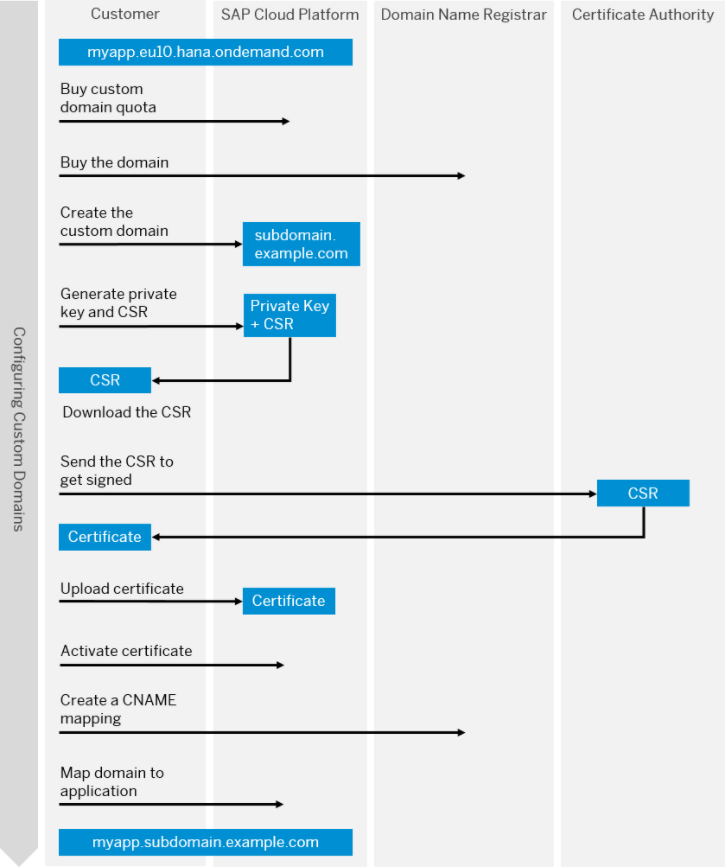 Customer
SAP Cloud Platform
Domain Name Registrar
Certificate Authority
myapp.eu10.hana.ondemand.com
Buy custom
domain quota
Buy the domain
Create the
custom domain
subdomain.
example.com
Generate private
key and CSR
Private Key
+ CSR
CSR
Download the CSR
Send the CSR to
get signed
CSR
Certificate
Upload certificate
Certificate
Activate certificate
Create a CNAME
mapping
Map domain to
application
myapp.subdomain.example.com
Configuring Custom Domains